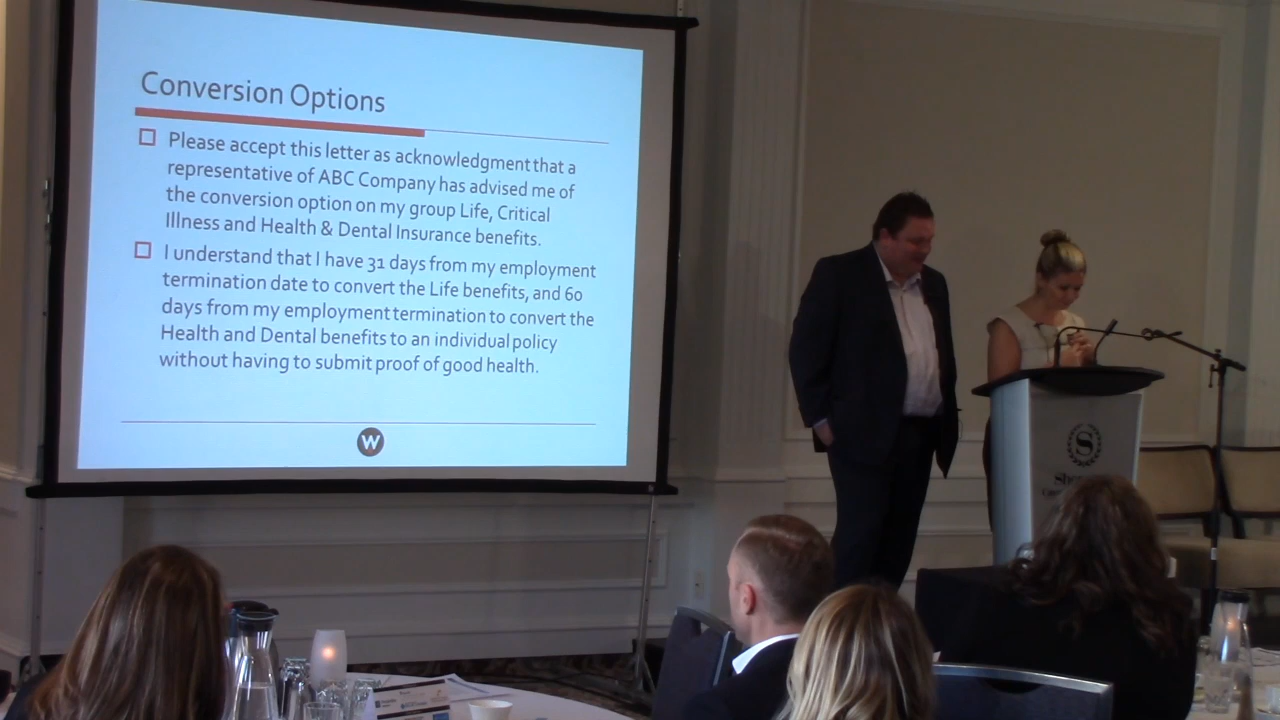 Conversion Options
Please accept this letter as acknowledgment that a
representative of ABC Company has advised me of
the conversion option on my group Life, Critical
Illness and Health & Dental Insurance benefits.
I understand that I have 31 days from my employment
termination date to convert the Life benefits, and 60
days from my employment termination to convert the
Health and Dental benefits to an individual policy
without having to submit proof of good health.
W
S